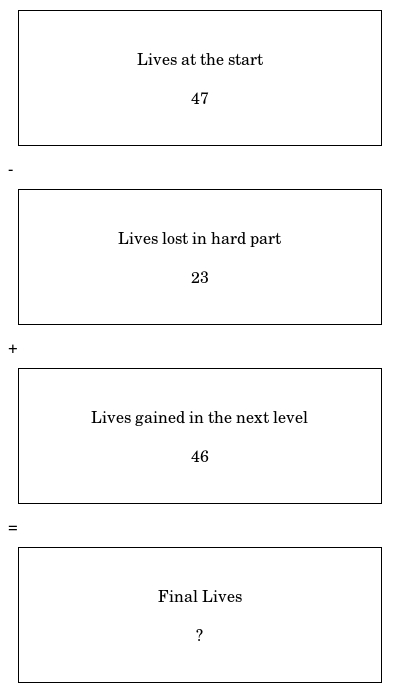 Lives at the start
47
-
Lives lost in hard part
23
+
Lives gained in the next level
46
=
Final Lives
?